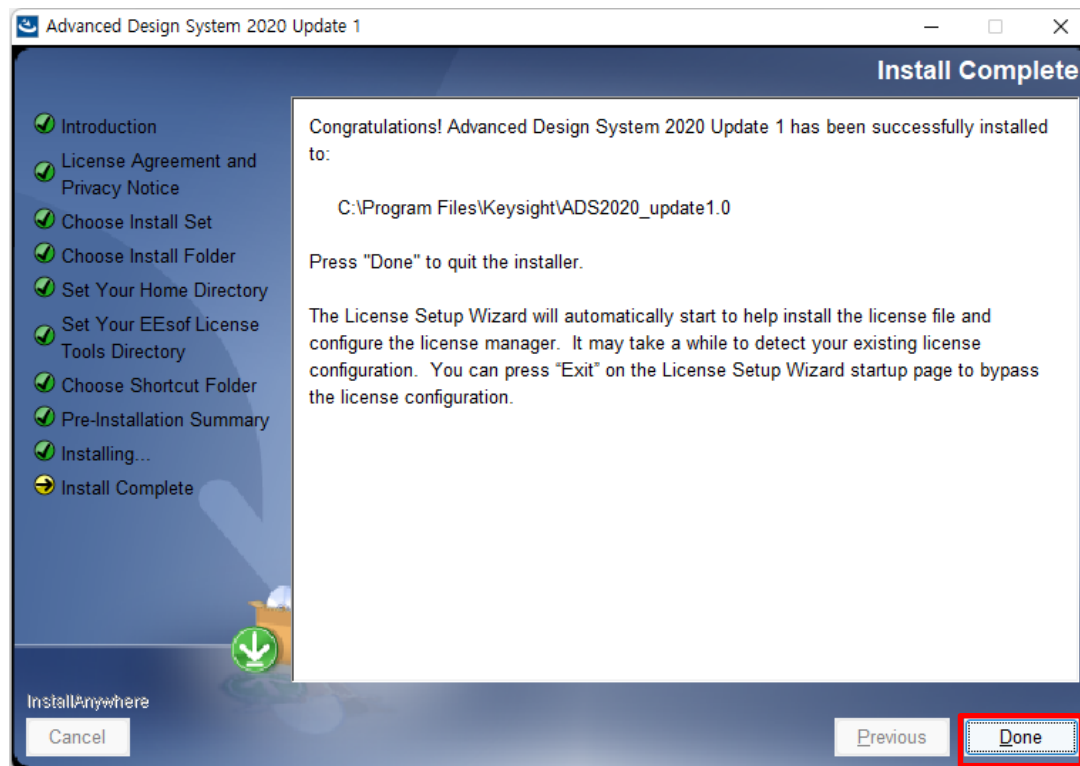 Advanced Design System 2020 Update 1
Install Complete
Introduction
License Agreement and
Privacy Notice
Choose Install Set
Choose Install Folder
Set Your Home Directory
Set Your EEsof License
Tools Directory
Choose Shortcut Folder
Pre-Installation Summary
Installing...
Install Complete
Congratulations! Advanced Design System 2020 Update 1 has been successfully installed
to:
C:\Program Files\Keysight\ADS2020_update1.0
Press "Done" to quit the installer.
The License Setup Wizard will automatically start to help install the license file and
configure the license manager.  It may take a while to detect your existing license
configuration.  You can press “Exit” on the License Setup Wizard startup page to bypass
the license configuration.
InstallAnywhere
Cancel
Previous
Done